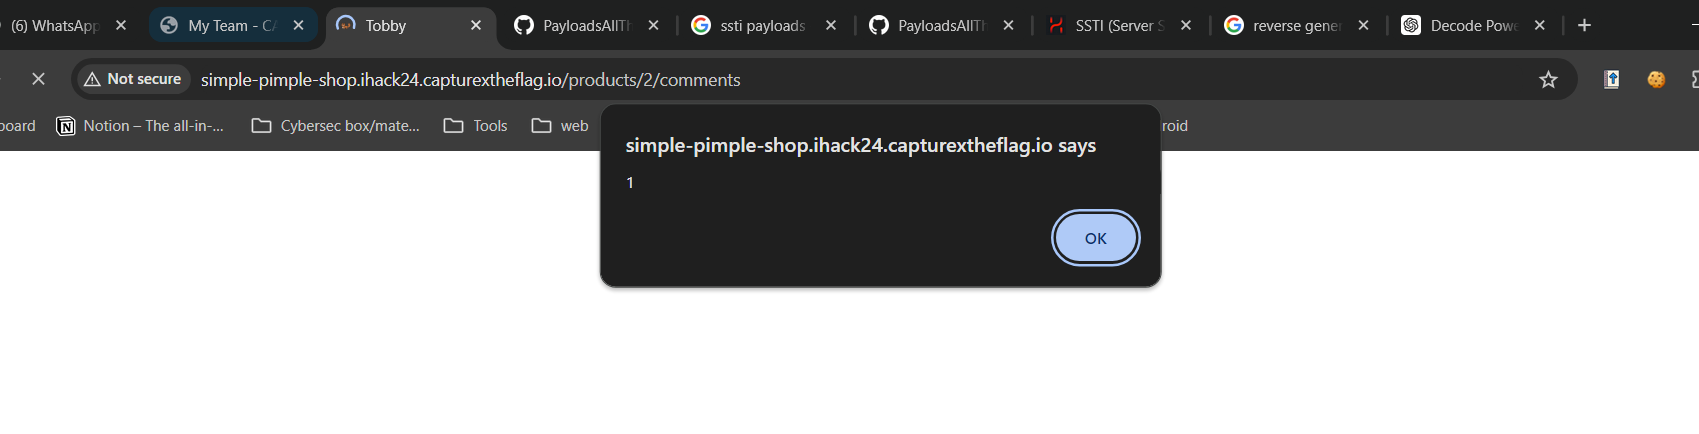 (6) WhatsApp
My Team - CA
Tobby
PayloadsAllTh
ssti payloads
PayloadsAllTh
SSTI (Server S
reverse gener
Decode Powe
Not secure
simple-pimple-shop.ihack24.capturextheflag.io/products/2/comments
board
Notion – The all-in-...
Cybersec box/mate...
Tools
web
roid
simple-pimple-shop.ihack24.capturextheflag.io says
1
OK